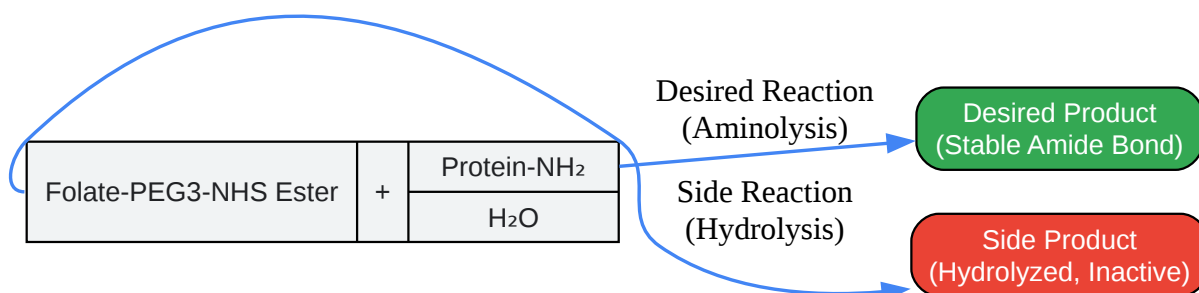 Folate-PEG3-NHS Ester
+
Protein-NH₂
H₂O
Desired Reaction
(Aminolysis)
Side Reaction
(Hydrolysis)
Desired Product
(Stable Amide Bond)
Side Product
(Hydrolyzed, Inactive)